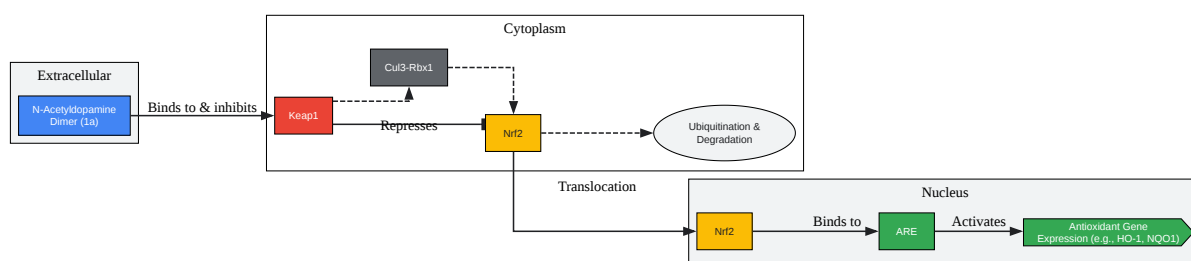 Cytoplasm
Extracellular
N-Acetyldopamine
Dimer (1a)
Binds to & inhibits
Keap1
Cul3-Rbx1
Represses
Nrf2
Ubiquitination &
Degradation
Translocation
Nucleus
Nrf2
Binds to
ARE
Activates
Antioxidant Gene
Expression (e.g., HO-1, NQO1)